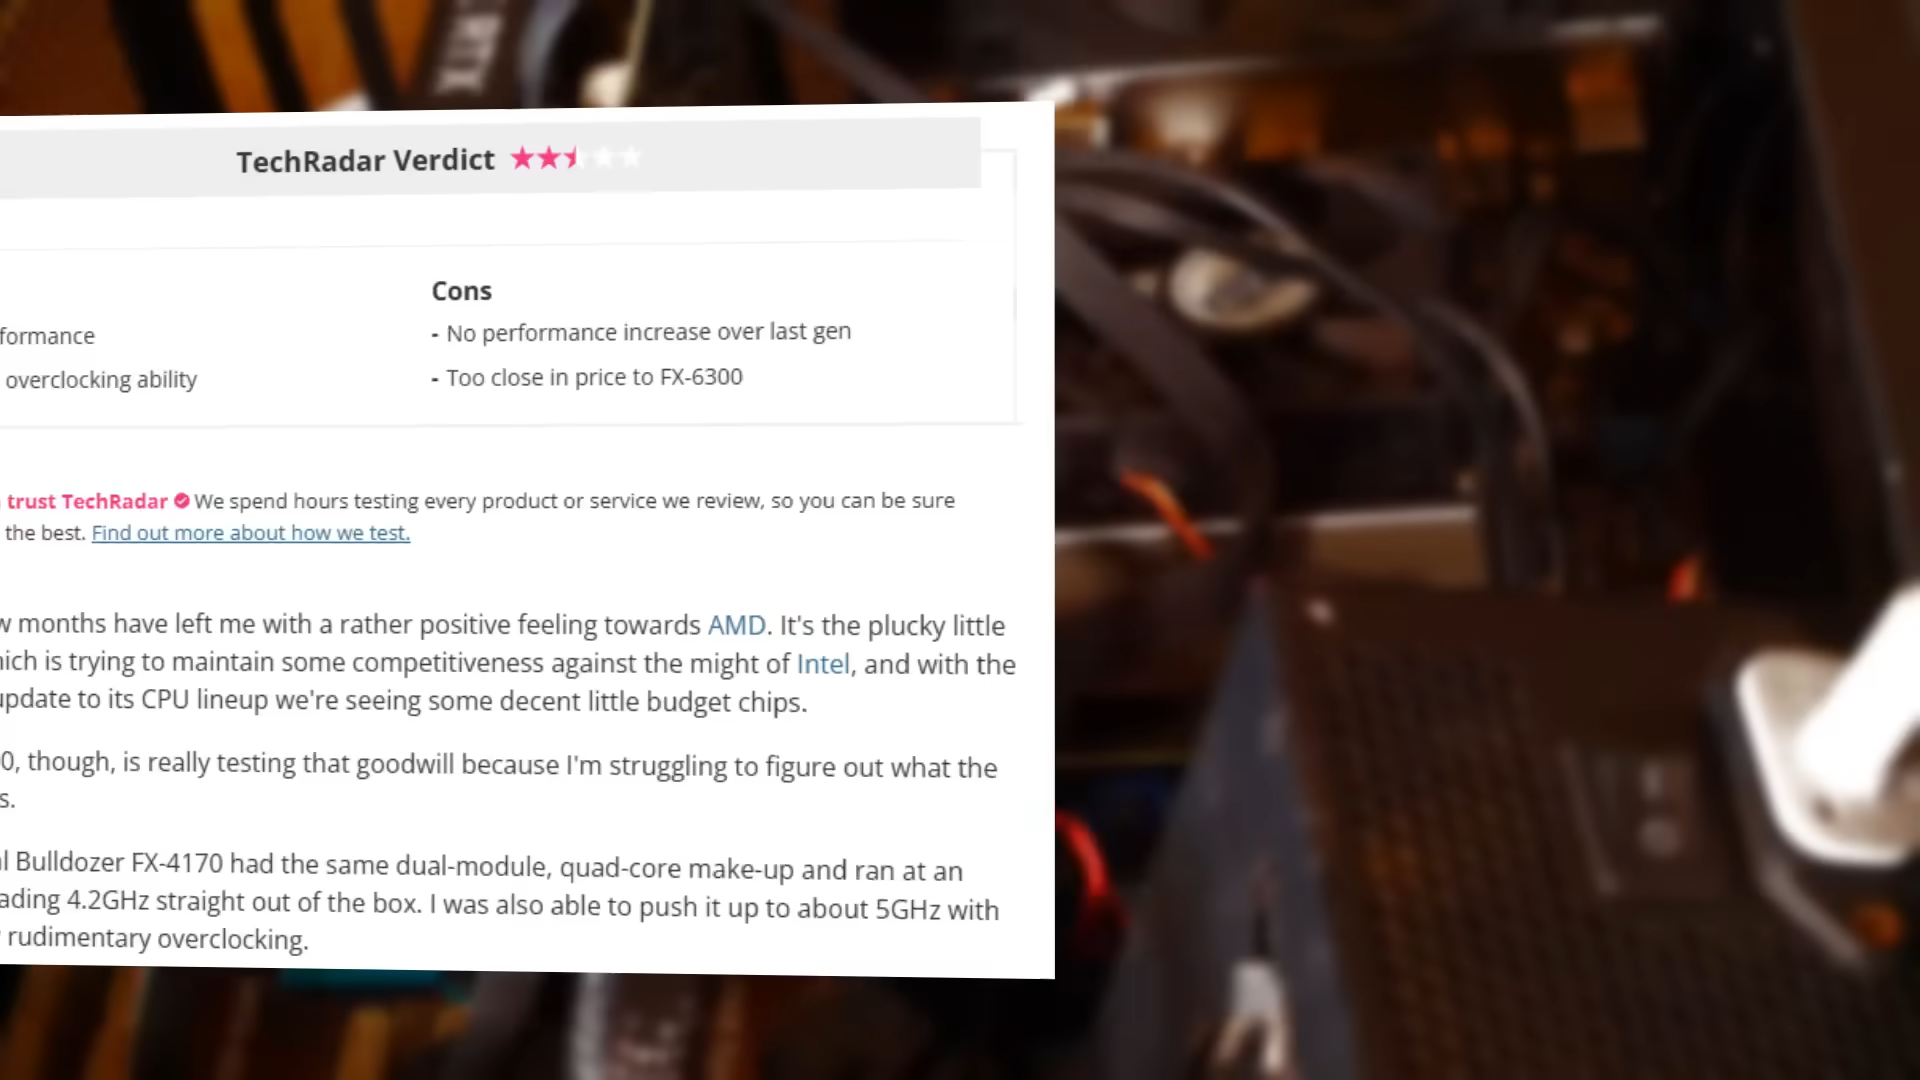 RTX
TechRadar Verdict
Cons
formance
- No performance increase over last gen
overclocking ability
- Too close in price to FX-6300
trust TechRadar We spend hours testing every product or service we review, so you can be sure
the best. Find out more about how we test.
w months have left me with a rather positive feeling towards AMD. It's the plucky little
hich is trying to maintain some competitiveness against the might of Intel, and with the
update to its CPU lineup we're seeing some decent little budget chips.
0, though, is really testing that goodwill because I'm struggling to figure out what the
s.
l Bulldozer FX-4170 had the same dual-module, quad-core make-up and ran at an
ading 4.2GHz straight out of the box. I was also able to push it up to about 5GHz with
rudimentary overclocking.